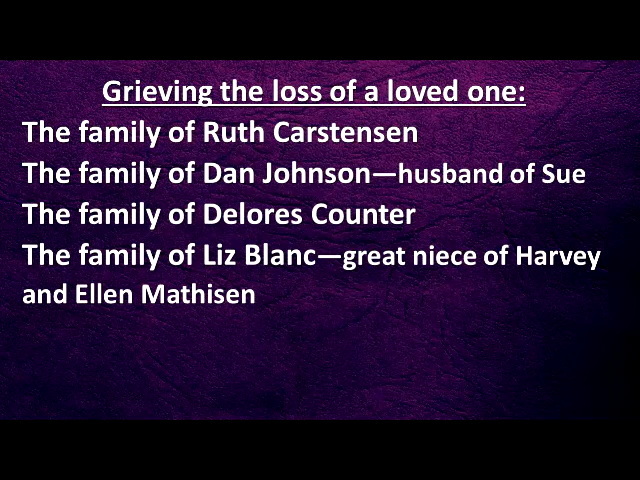 Grieving the loss of a loved one:
The family of Ruth Carstensen
The family of Dan Johnson—husband of Sue
The family of Delores Counter
The family of Liz Blanc—great niece of Harvey
and Ellen Mathisen